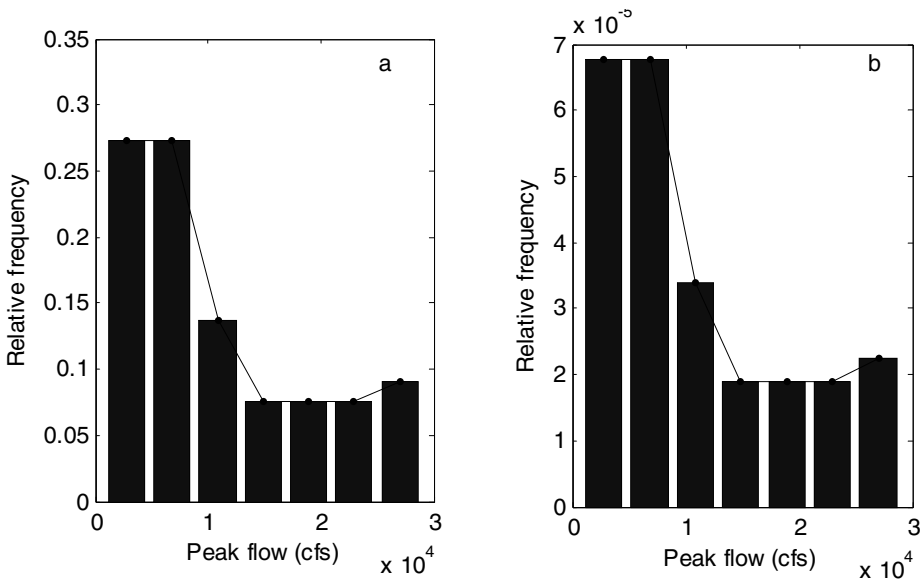 a
0.35
0.3
0.25
0.2
0.15
0.1
0.05
0
Relative frequency
0 1 2 3
Peak flow (cfs)
x 10^4
b
x 10^-5
7
6
5
4
3
2
1
0
Relative frequency
0 1 2 3
Peak flow (cfs)
x 10^4